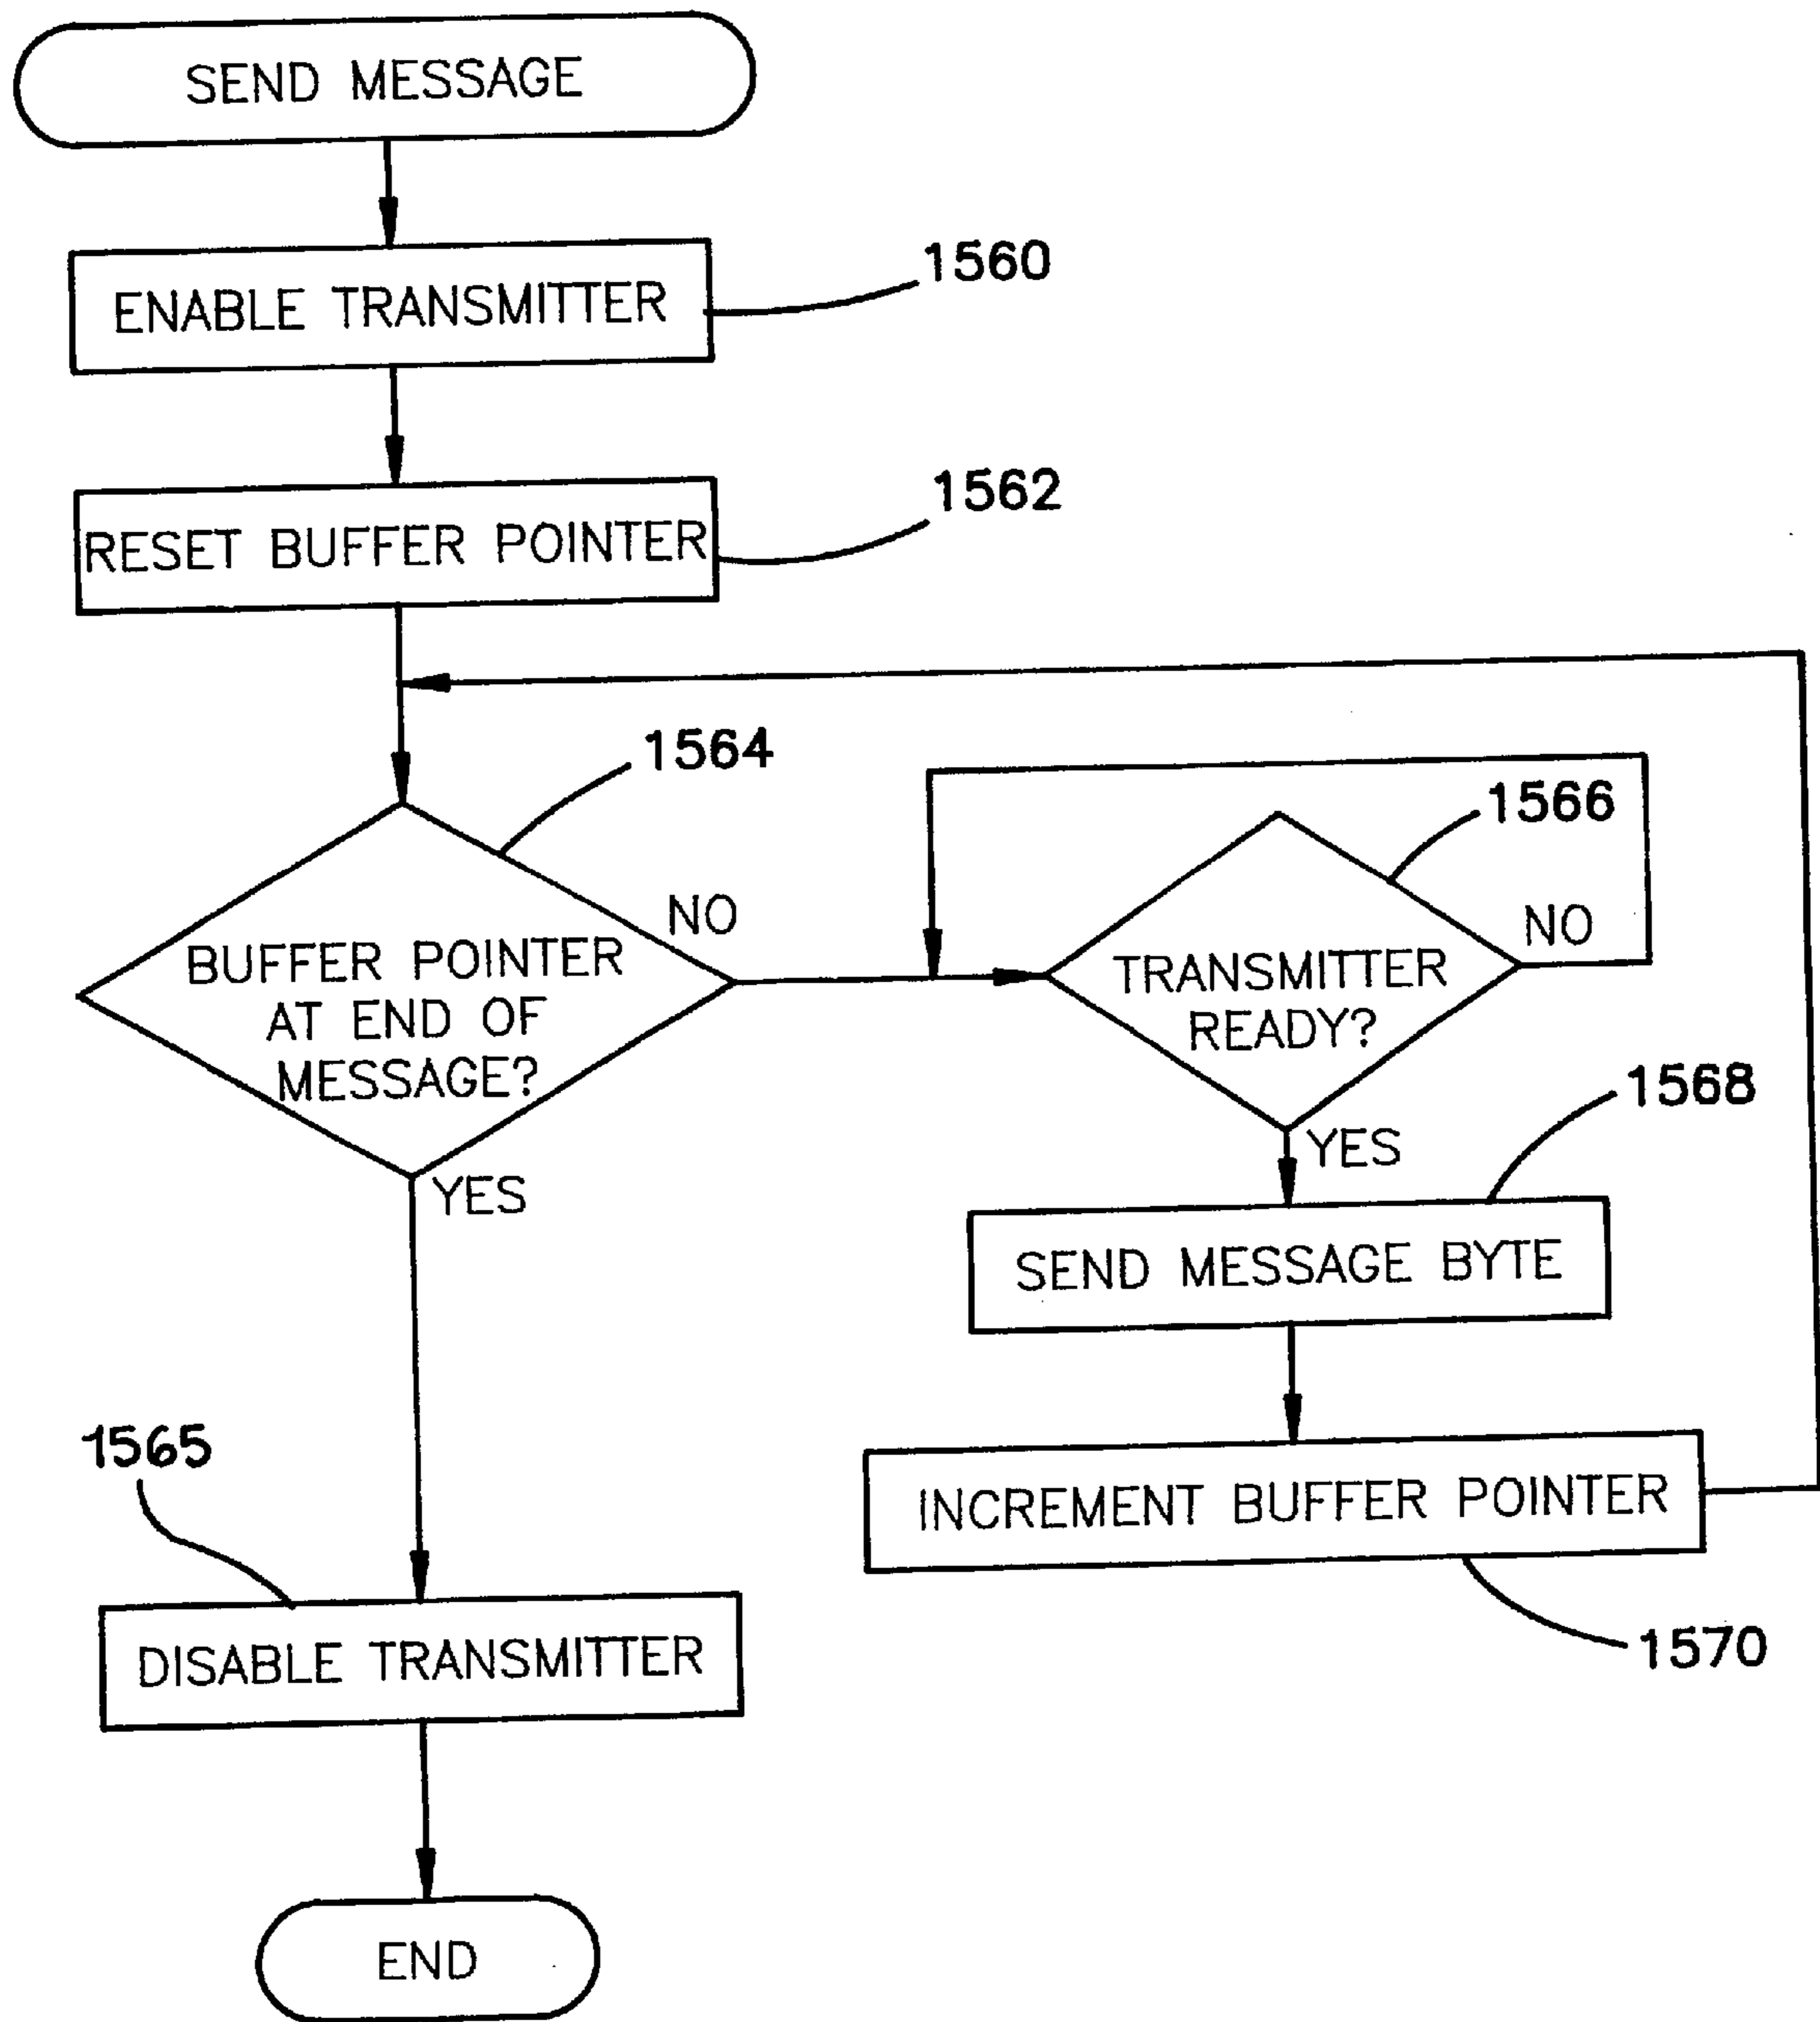 SEND MESSAGE
1560
ENABLE TRANSMITTER
1562
RESET BUFFER POINTER
1564
1566
NO
NO
BUFFER POINTER
AT END OF
MESSAGE?
TRANSMITTER
READY?
1568
YES
YES
SEND MESSAGE BYTE
1565
INCREMENT BUFFER POINTER
1570
DISABLE TRANSMITTER
END